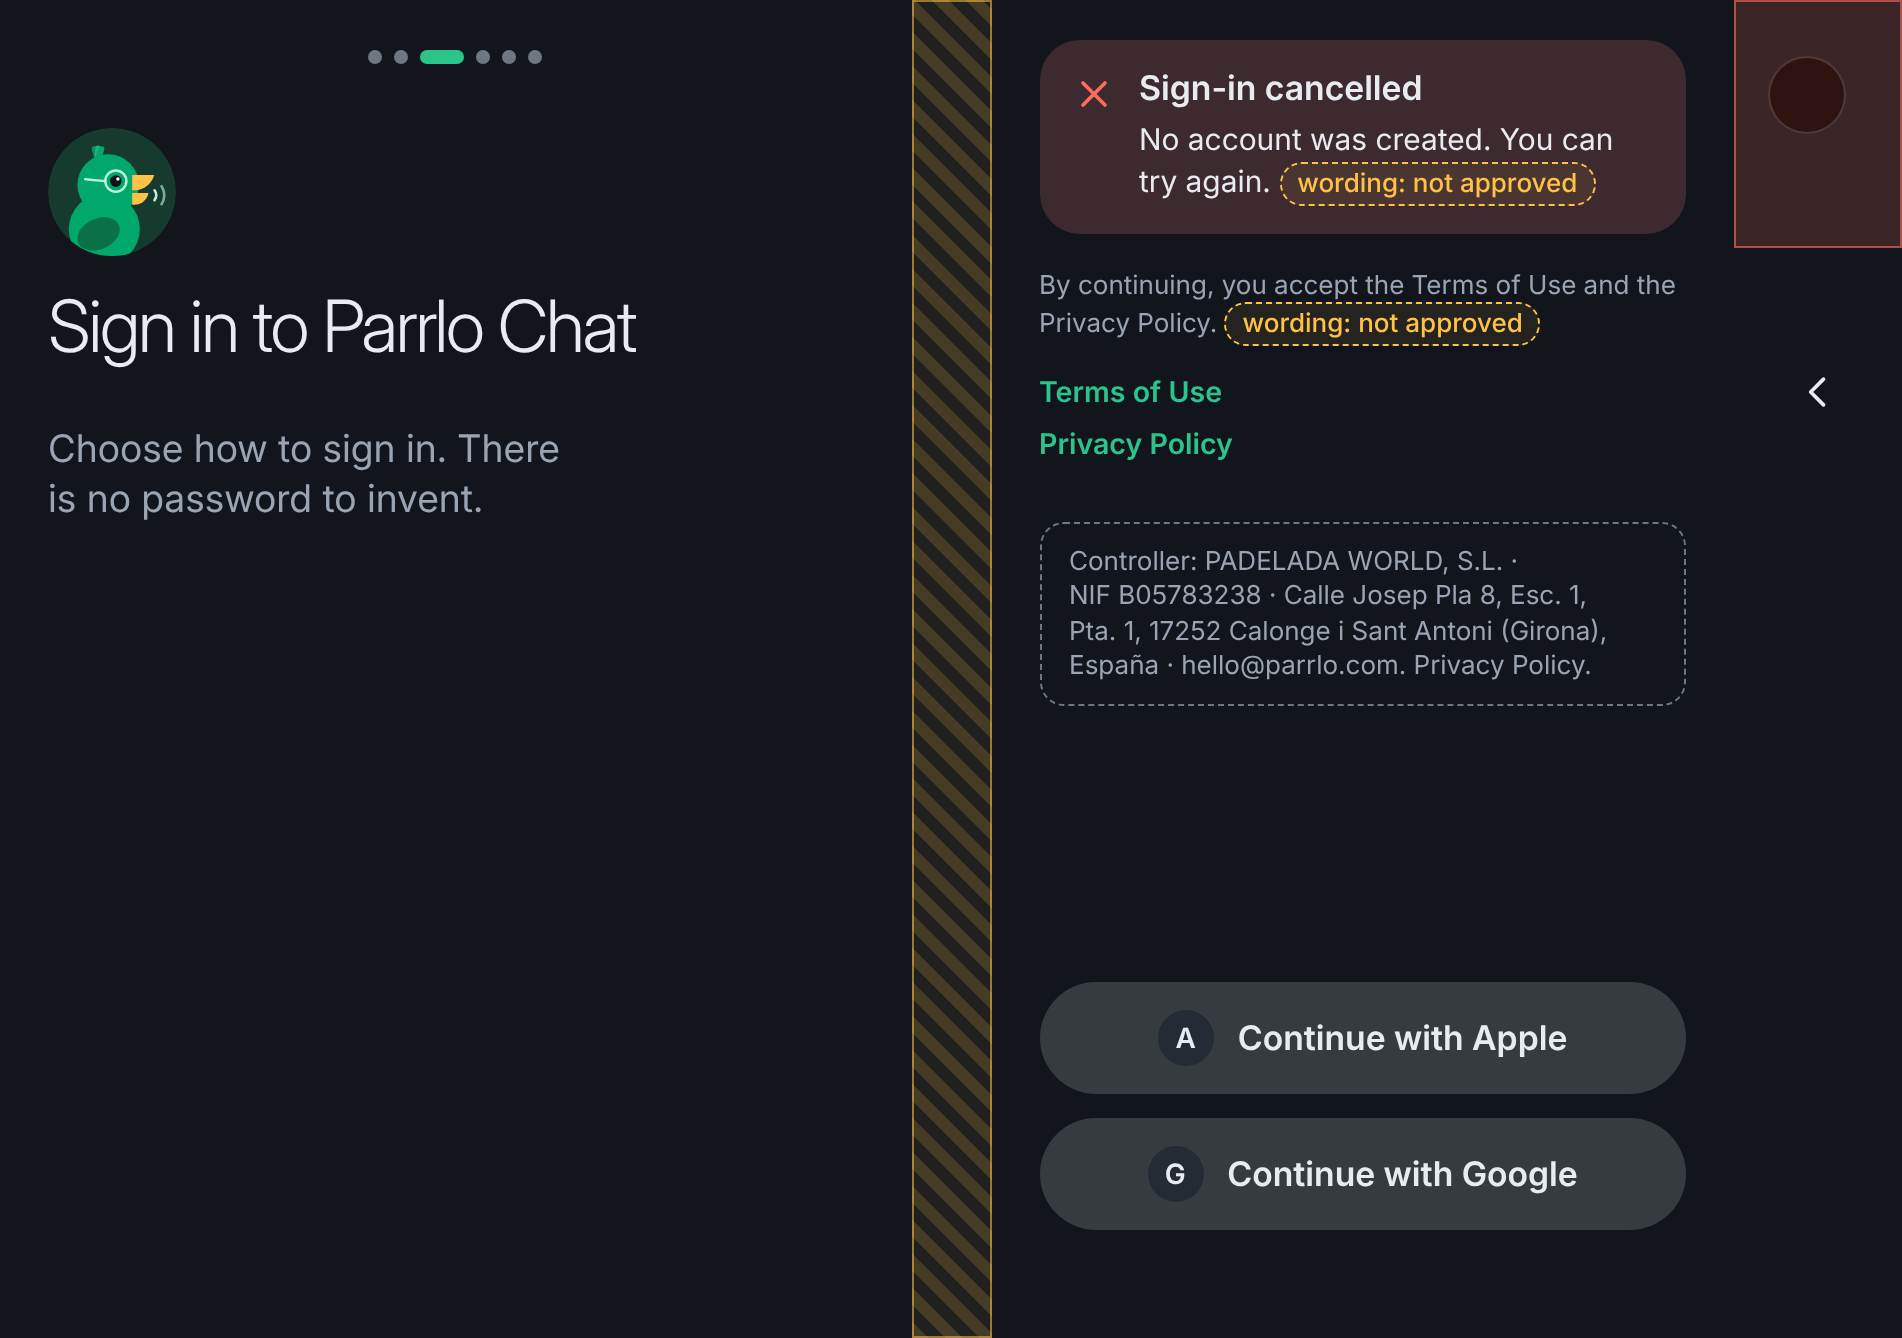 Sign in to Parrlo Chat
Choose how to sign in. There
is no password to invent.
Sign-in cancelled
No account was created. You can
try again. wording: not approved
By continuing, you accept the Terms of Use and the
Privacy Policy. wording: not approved
Terms of Use
Privacy Policy
Controller: PADELADA WORLD, S.L. ·
NIF B05783238 · Calle Josep Pla 8, Esc. 1,
Pta. 1, 17252 Calonge i Sant Antoni (Girona),
España · hello@parrlo.com. Privacy Policy.
A Continue with Apple
G Continue with Google